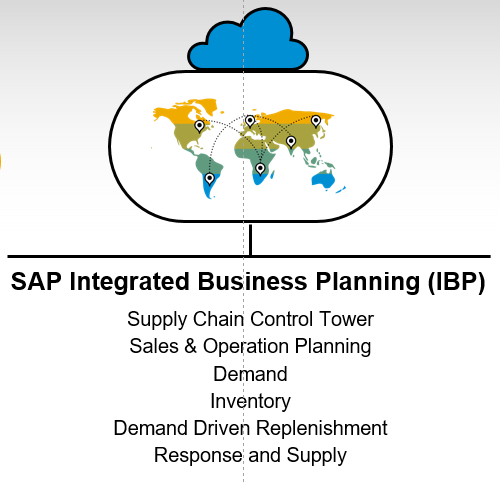 SAP Integrated Business Planning (IBP)
Supply Chain Control Tower
Sales & Operation Planning
Demand
Inventory
Demand Driven Replenishment
Response and Supply